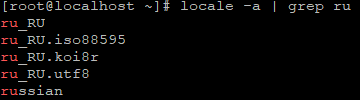 [root@localhost ~]# locale -a | grep ru
ru_RU
ru_RU.iso88595
ru_RU.koi8r
ru_RU.utf8
russian